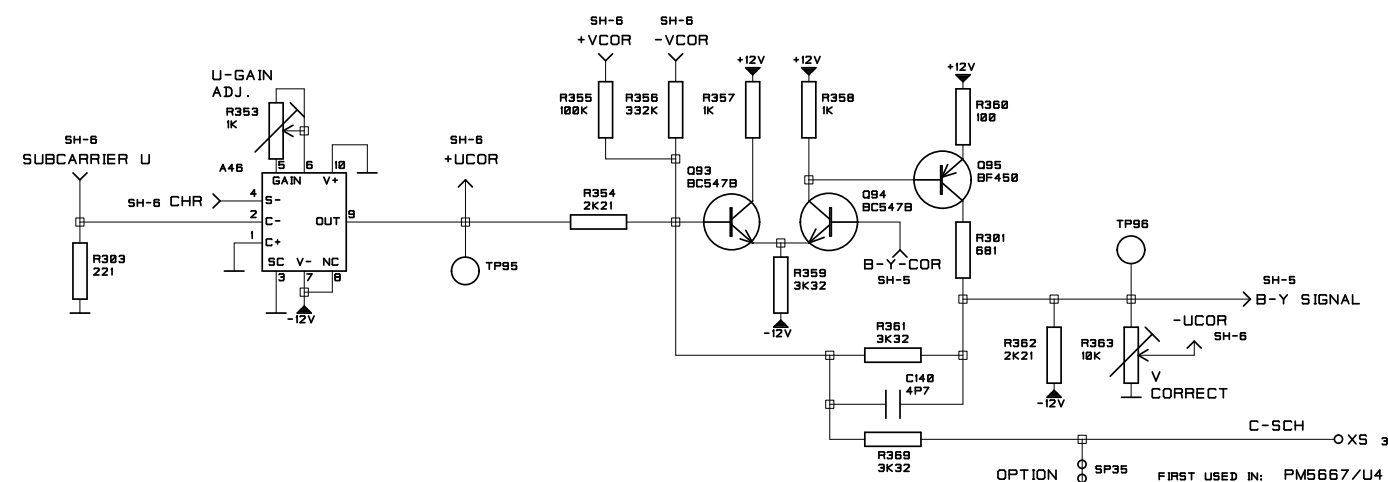 SH-6
SUBCARRIER U
R303
221
SH-6 CHR
U-GAIN
ADJ.
R353
1K
A46
5
6
10
GAIN
V+
4
S-
2
C-
1
C+
OUT
9
SC
V-
NC
3
7
8
-12V
SH-6
+UCOR
TP95
R354
2K21
SH-6
+VCOR
SH-6
-VCOR
R355
100K
R356
332K
+12V
R357
1K
+12V
R358
1K
Q93
BC547B
Q94
BC547B
R359
3K32
-12V
B-Y-COR
SH-5
+12V
R360
100
Q95
BF450
R301
681
R361
3K32
C140
4P7
R369
3K32
TP96
SH-5
B-Y SIGNAL
R362
2K21
-12V
R363
10K
-UCOR
SH-6
V
CORRECT
C-SCH
XS 3
OPTION
SP35
FIRST USED IN: PM5667/U4